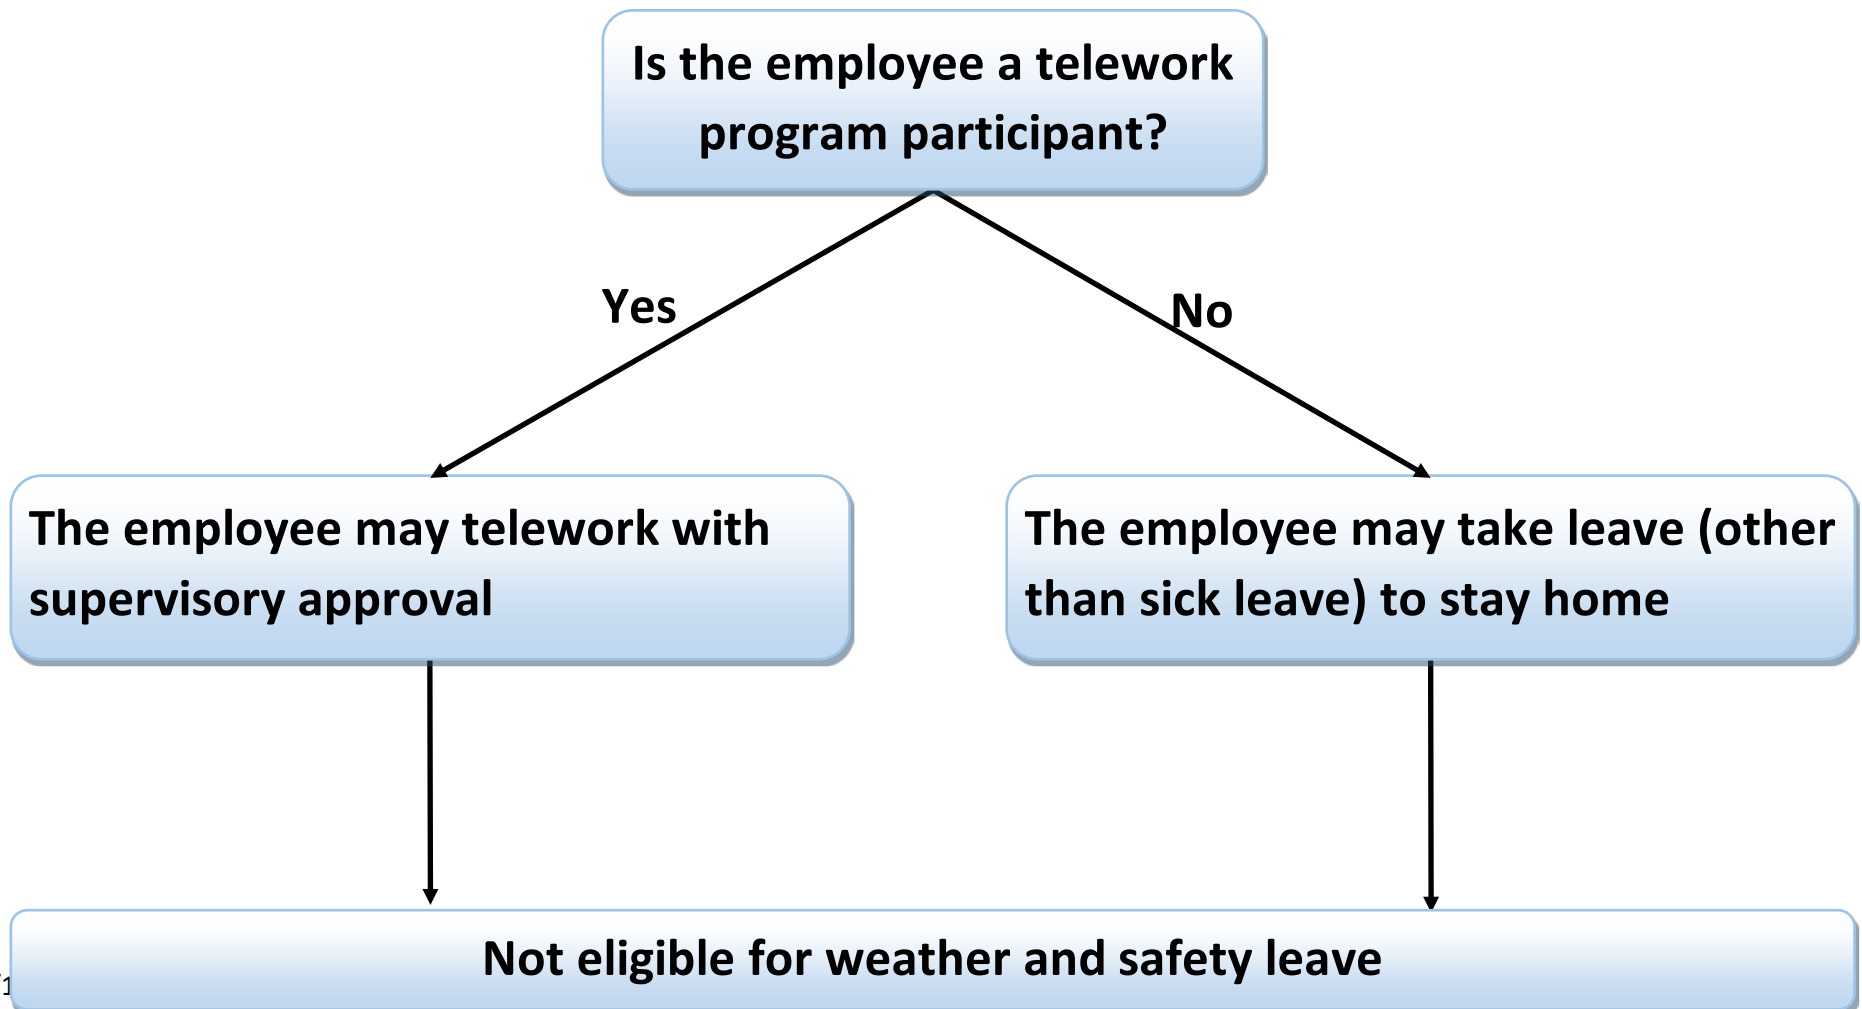 Is the employee a telework
program participant?
Yes
No
The employee may telework with
supervisory approval
The employee may take leave (other
than sick leave) to stay home
Not eligible for weather and safety leave
/1